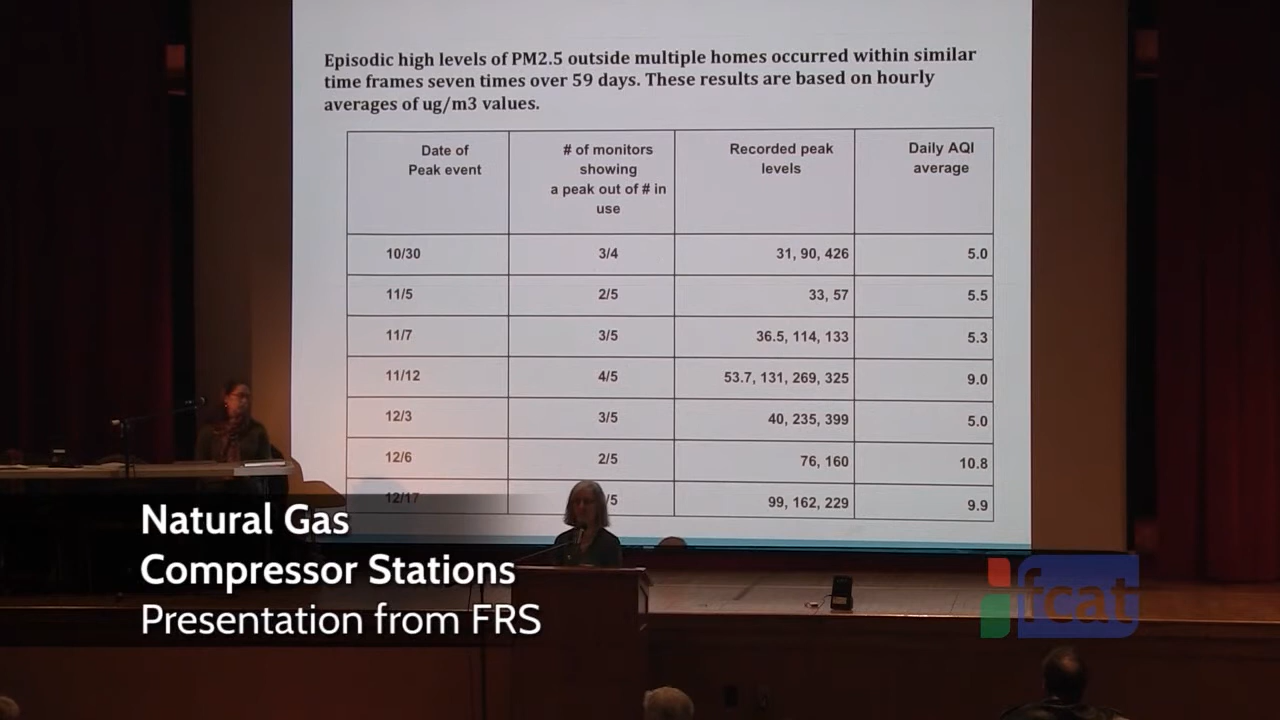 Episodic high levels of PM2.5 outside multiple homes occurred within similar
time frames seven times over 59 days. These results are based on hourly
averages of ug/m3 values.
Date of
Peak event
# of monitors
showing
a peak out of # in
use
Recorded peak
levels
Daily AQI
average
10/30 3/4 31, 90, 426 5.0
11/5 2/5 33, 57 5.5
11/7 3/5 36.5, 114, 133 5.3
11/12 4/5 53.7, 131, 269, 325 9.0
12/3 3/5 40, 235, 399 5.0
12/6 2/5 76, 160 10.8
12/17 /5 99, 162, 229 9.9
Natural Gas
Compressor Stations
Presentation from FRS
fcat